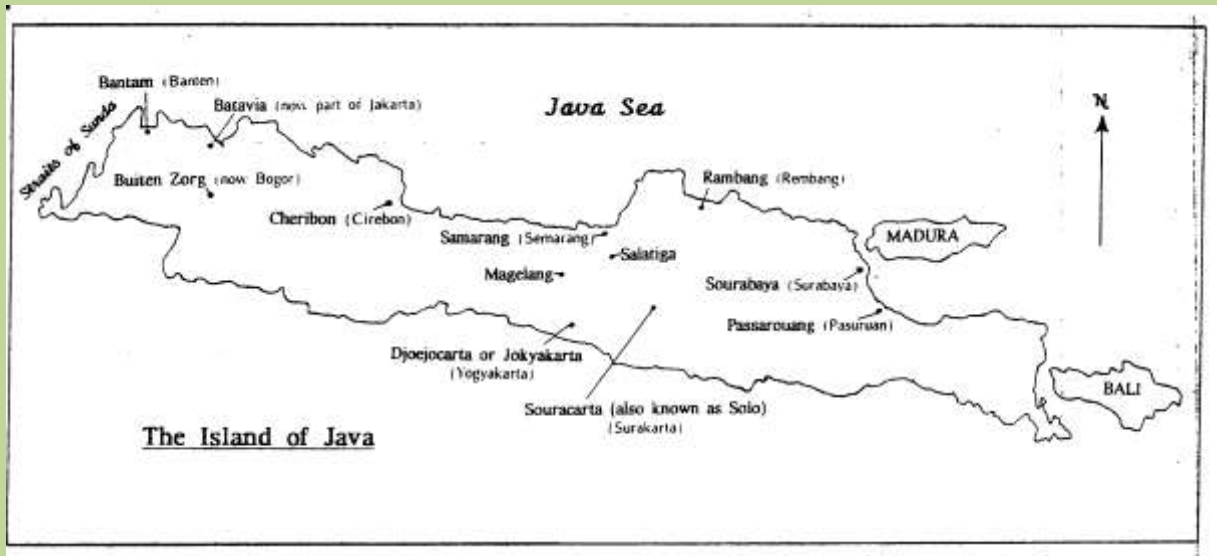 Bantam (Banten)
Batavia (now part of Jakarta)
Java Sea
N
Straits of Sunda
Buiten Zorg (now Bogor)
Rambang (Rembang)
Cheribon (Cirebon)
Samarang (Semarang)
Salatiga
MADURA
Magelang
Sourabaya (Surabaya)
Passarouang (Pasuruan)
Djoejocarta or Jokyakarta
(Yogyakarta)
BALI
Souracarta (also known as Solo)
(Surakarta)
The Island of Java